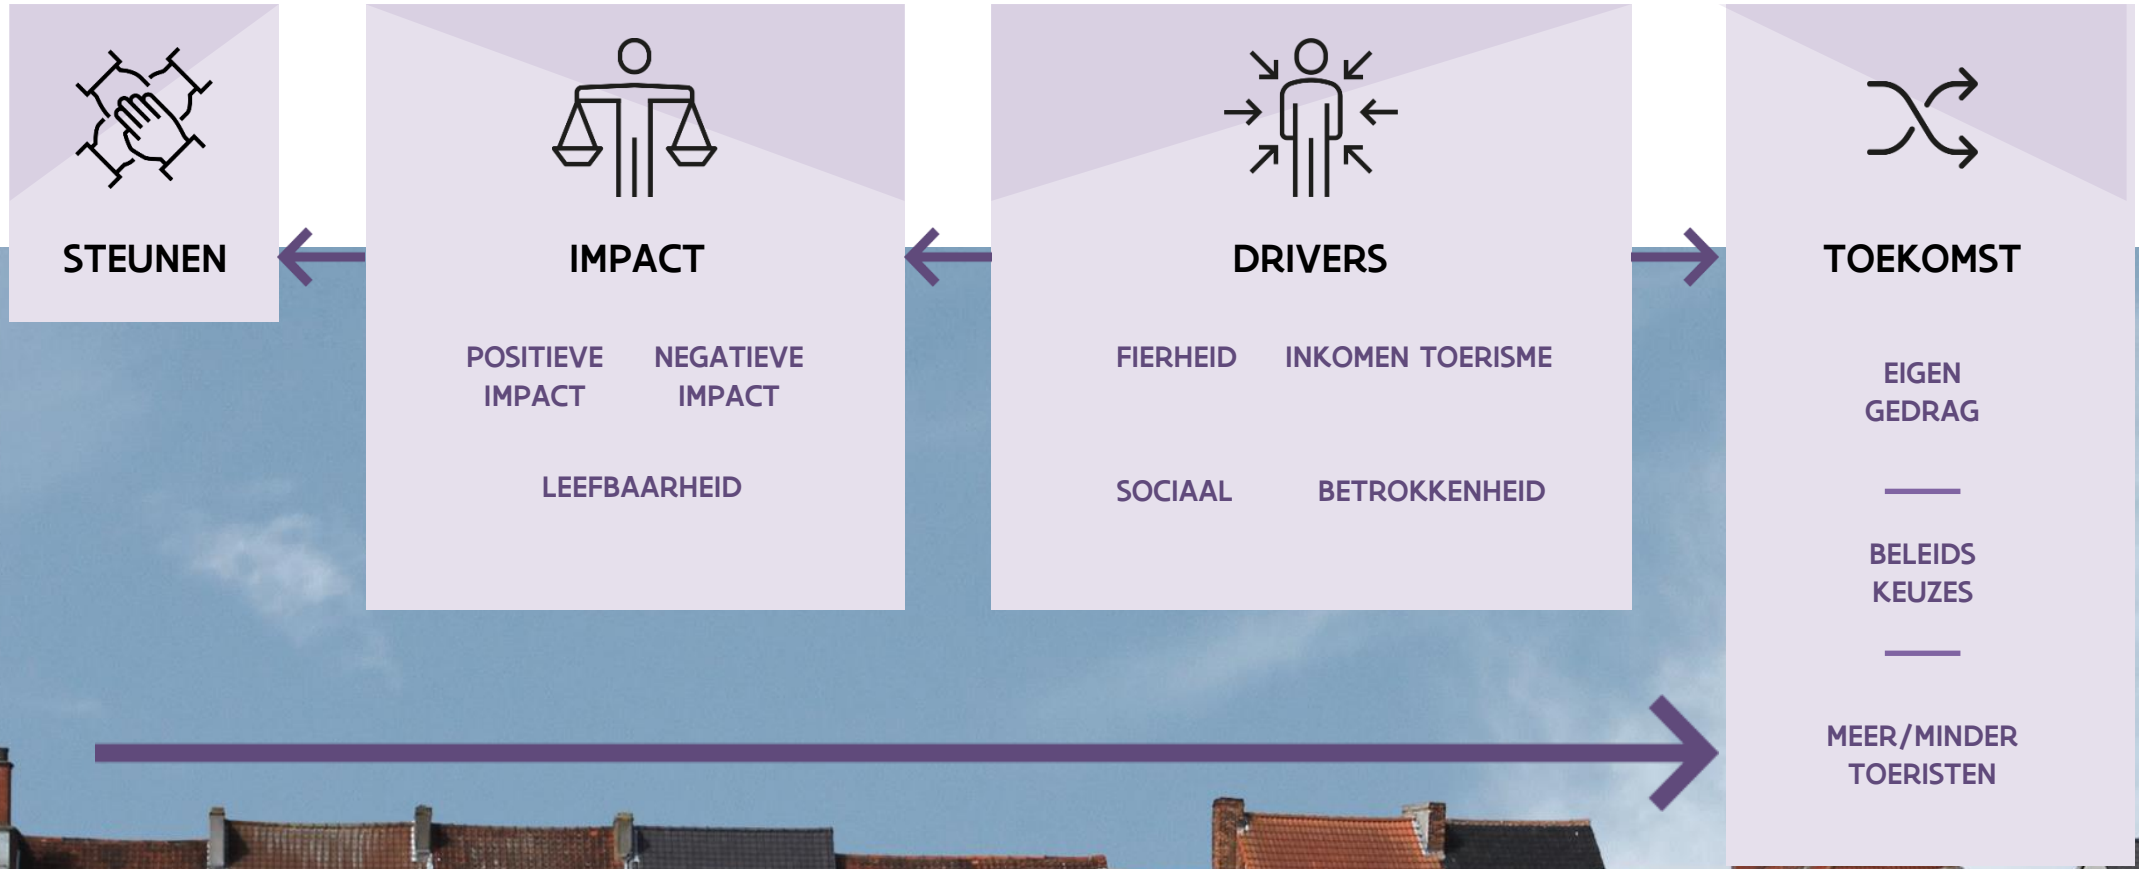 STEUNEN
IMPACT
POSITIEVE
IMPACT
NEGATIEVE
IMPACT
LEEFBAARHEID
DRIVERS
FIERHEID
INKOMEN TOERISME
SOCIAAL
BETROKKENHEID
TOEKOMST
EIGEN
GEDRAG
BELEIDS
KEUZES
MEER/MINDER
TOERISTEN